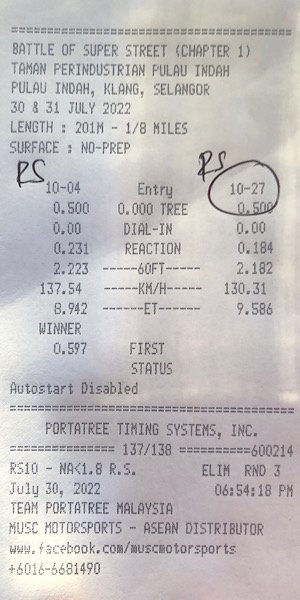 ================================
BATTLE OF SUPER STREET (CHAPTER 1)
TAMAN PERINDUSTRIAN PULAU INDAH
PULAU INDAH, KLANG, SELANGOR
30 & 31 JULY 2022
LENGTH : 201M - 1/8 MILES
SURFACE : NO-PREP
RS RS
10-04 Entry 10-27
0.500 0.000 TREE 0.500
0.00 DIAL-IN 0.00
0.231 REACTION 0.184
2.223 -----60FT----- 2.182
137.54 -----KM/H----- 130.31
8.942 ------ET------ 9.586
WINNER
0.597 FIRST
STATUS
Autostart Disabled
================================
PORTATREE TIMING SYSTEMS, INC.
=============== 137/138 ==========600214
RS10 - NA<1.8 R.S. ELIM RND 3
July 30, 2022 06:54:18 PM
TEAM PORTATREE MALAYSIA
MUSC MOTORSPORTS - ASEAN DISTRIBUTOR
www.facebook.com/muscmotorsports
+6016-6681490